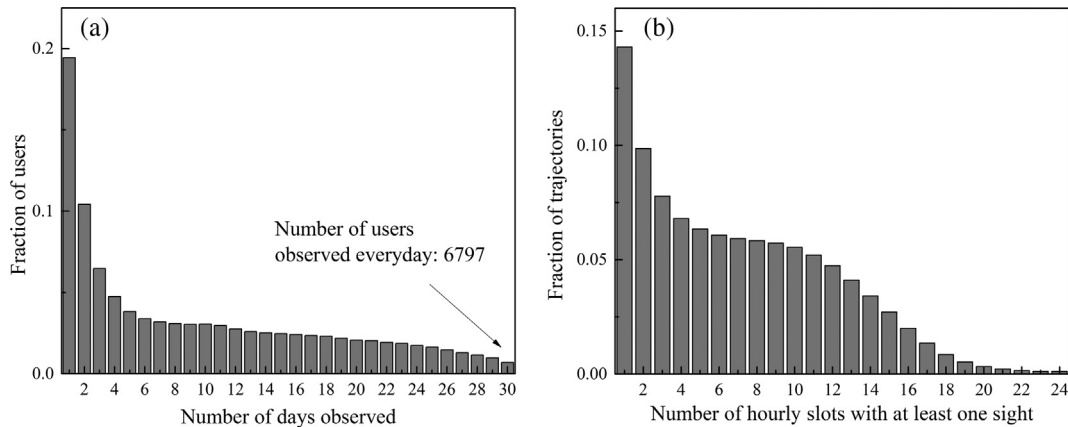 (a)
0.2
0.1
0.0
Fraction of users
Number of users
observed everyday: 6797
2 4 6 8 10 12 14 16 18 20 22 24 26 28 30
Number of days observed
(b)
0.15
0.10
0.05
0.00
Fraction of trajectories
2 4 6 8 10 12 14 16 18 20 22 24
Number of hourly slots with at least one sight